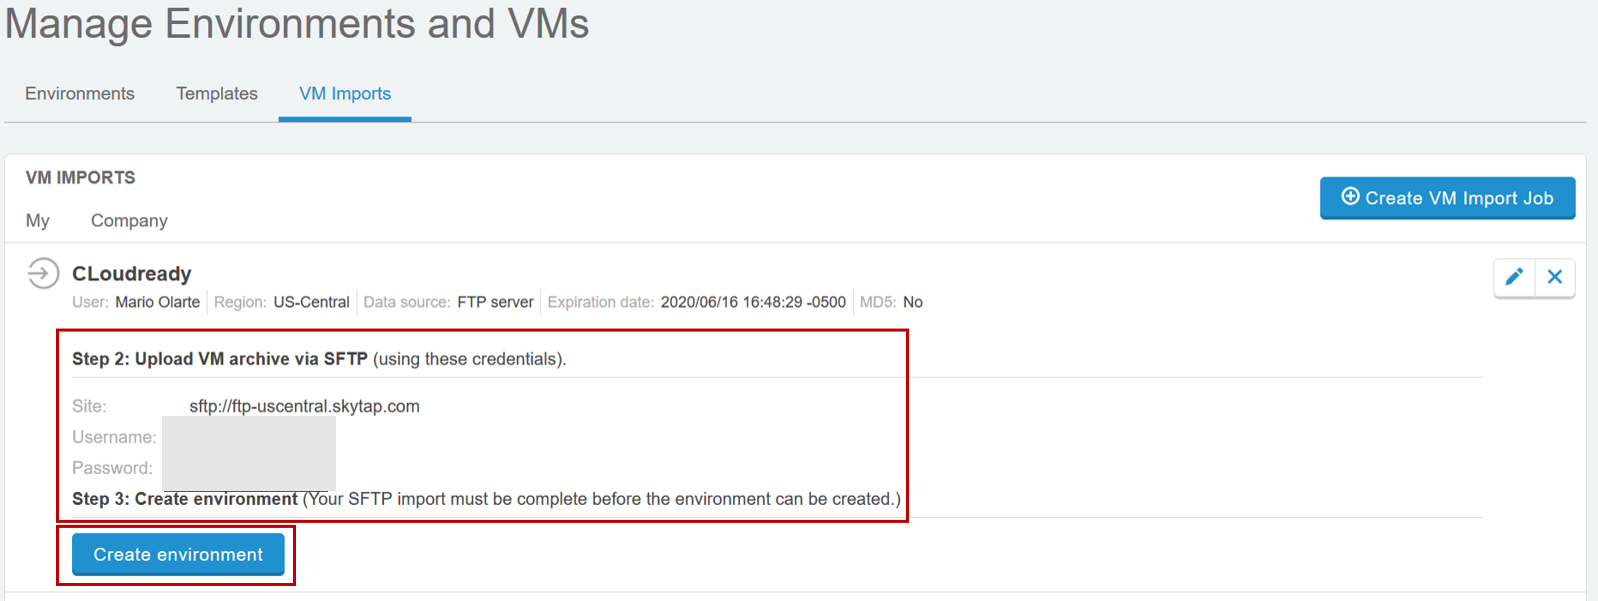 Manage Environments and VMs
Environments Templates VM Imports
VM IMPORTS
Create VM Import Job
My Company
CLoudready
User: Mario Olarte Region: US-Central Data source: FTP server Expiration date: 2020/06/16 16:48:29 -0500 MD5: No
Step 2: Upload VM archive via SFTP (using these credentials).
Site: sftp://ftp-uscentral.skytap.com
Username:
Password:
Step 3: Create environment (Your SFTP import must be complete before the environment can be created.)
Create environment